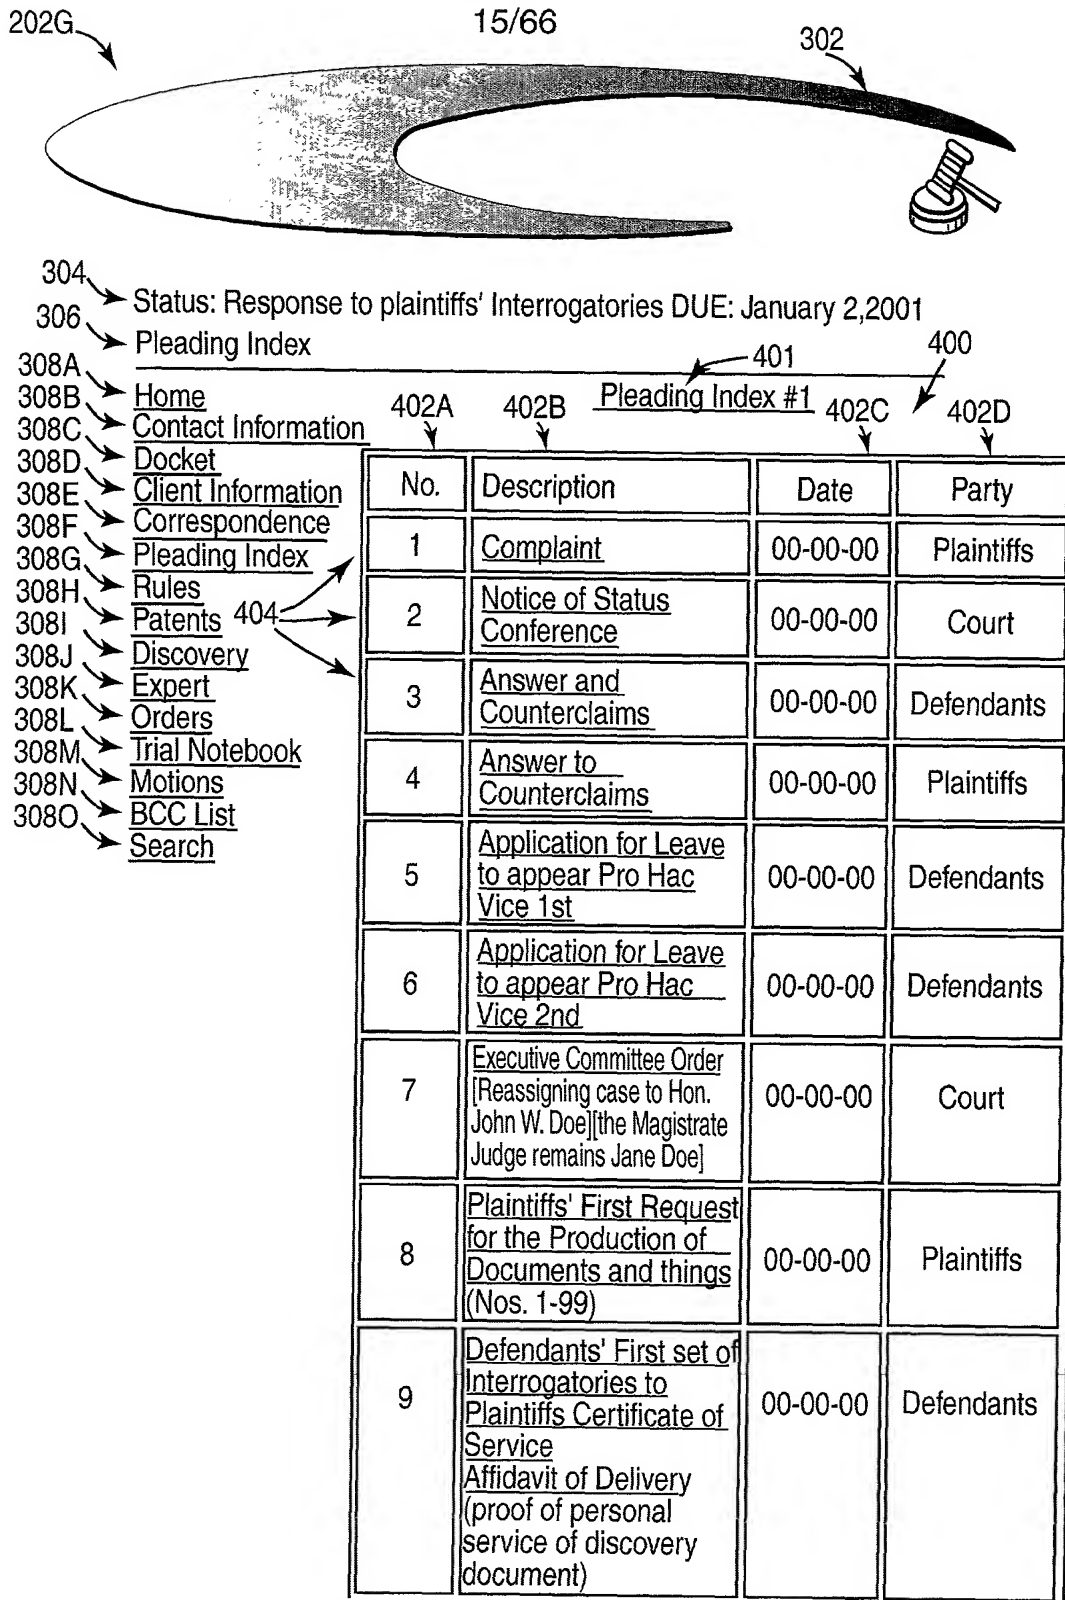 202G
15/66
302
304
Status: Response to plaintiffs' Interrogatories DUE: January 2,2001
306
Pleading Index
401
400
308A
Home
308B
Contact Information
308C
Docket
308D
Client Information
308E
Correspondence
308F
Pleading Index
308G
Rules
308H
Patents
308I
Discovery
308J
Expert
308K
Orders
308L
Trial Notebook
308M
Motions
308N
BCC List
308O
Search
404
Pleading Index #1
402A
402B
402C
402D
No. Description Date Party
1 Complaint 00-00-00 Plaintiffs
2 Notice of Status 00-00-00 Court
Conference
3 Answer and 00-00-00 Defendants
Counterclaims
4 Answer to 00-00-00 Plaintiffs
Counterclaims
5 Application for Leave 00-00-00 Defendants
to appear Pro Hac
Vice 1st
6 Application for Leave 00-00-00 Defendants
to appear Pro Hac
Vice 2nd
7 Executive Committee Order 00-00-00 Court
[Reassigning case to Hon.
John W. Doe][the Magistrate
Judge remains Jane Doe]
8 Plaintiffs' First Request 00-00-00 Plaintiffs
for the Production of
Documents and things
(Nos. 1-99)
9 Defendants' First set of 00-00-00 Defendants
Interrogatories to
Plaintiffs Certificate of
Service
Affidavit of Delivery
(proof of personal
service of discovery
document)